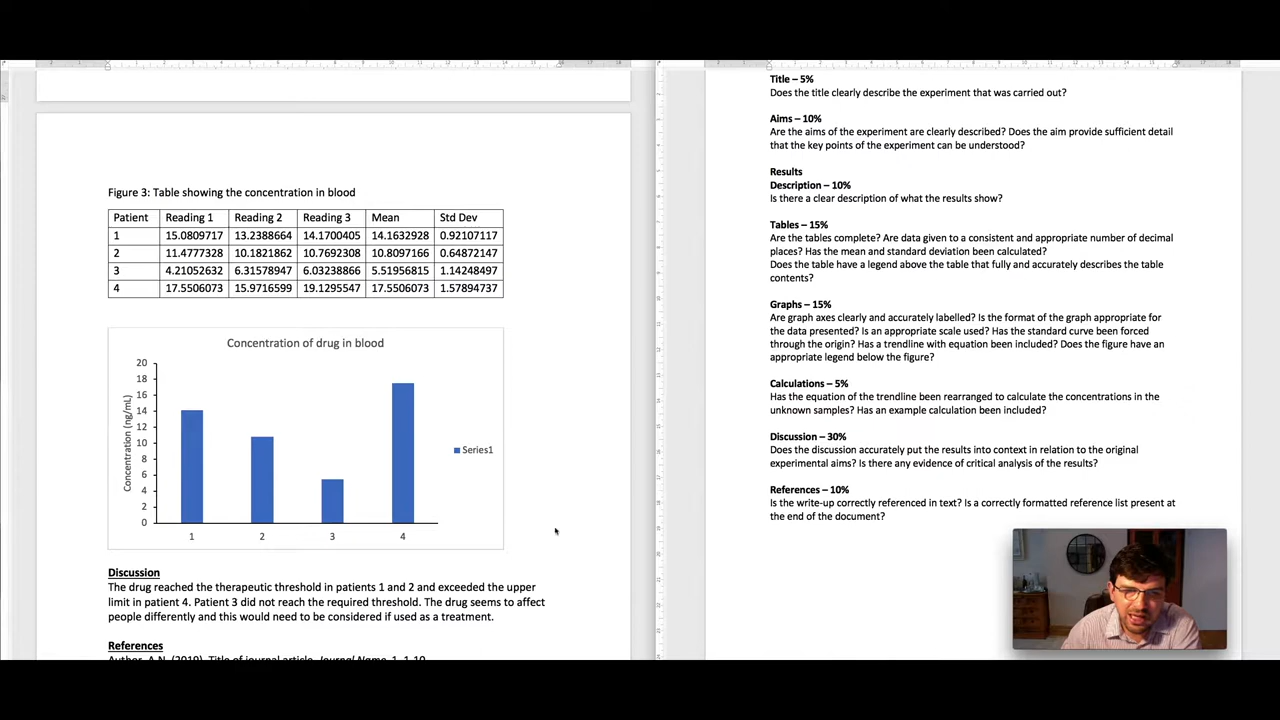 Figure 3: Table showing the concentration in blood
Patient Reading 1 Reading 2 Reading 3 Mean Std Dev
1 15.0809717 13.2388664 14.1700405 14.1632928 0.92107117
2 11.4777328 10.1821862 10.7692308 10.8097166 0.64872147
3 4.21052632 6.31578947 6.03238866 5.51956815 1.14248497
4 17.5506073 15.9716599 19.1295547 17.5506073 1.57894737
Concentration of drug in blood
Concentration (ng/mL)
20
18
16
14
12
10
8
6
4
2
0
1 2 3 4
Series1
Discussion
The drug reached the therapeutic threshold in patients 1 and 2 and exceeded the upper
limit in patient 4. Patient 3 did not reach the required threshold. The drug seems to affect
people differently and this would need to be considered if used as a treatment.
References
Author, A.N. (2019). Title of journal article. Journal Name. 1, 1-10
Title – 5%
Does the title clearly describe the experiment that was carried out?
Aims – 10%
Are the aims of the experiment are clearly described? Does the aim provide sufficient detail
that the key points of the experiment can be understood?
Results
Description – 10%
Is there a clear description of what the results show?
Tables – 15%
Are the tables complete? Are data given to a consistent and appropriate number of decimal
places? Has the mean and standard deviation been calculated?
Does the table have a legend above the table that fully and accurately describes the table
contents?
Graphs – 15%
Are graph axes clearly and accurately labelled? Is the format of the graph appropriate for
the data presented? Is an appropriate scale used? Has the standard curve been forced
through the origin? Has a trendline with equation been included? Does the figure have an
appropriate legend below the figure?
Calculations – 5%
Has the equation of the trendline been rearranged to calculate the concentrations in the
unknown samples? Has an example calculation been included?
Discussion – 30%
Does the discussion accurately put the results into context in relation to the original
experimental aims? Is there any evidence of critical analysis of the results?
References – 10%
Is the write-up correctly referenced in text? Is a correctly formatted reference list present at
the end of the document?